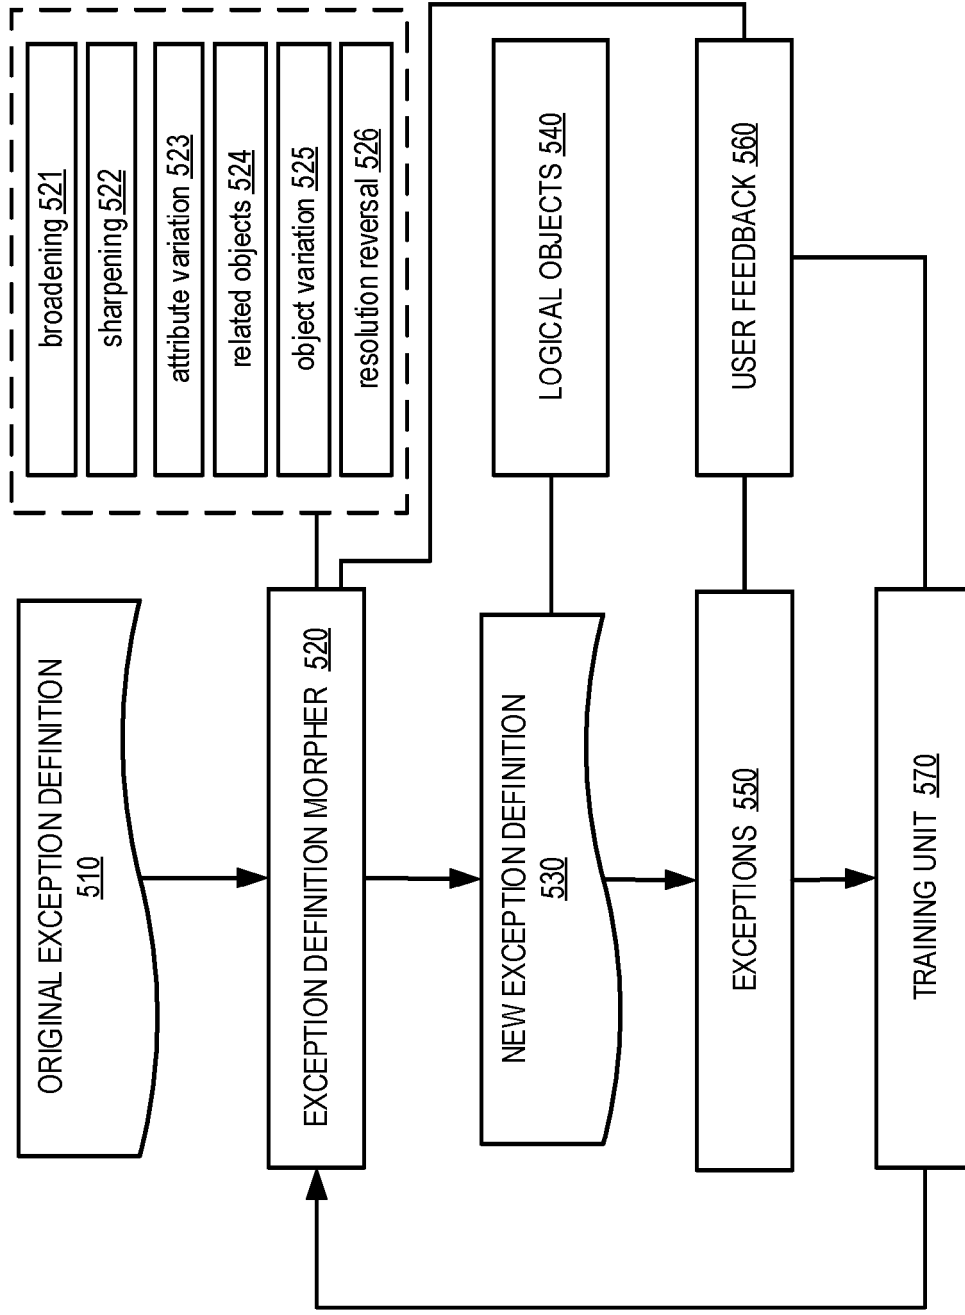 ORIGINAL EXCEPTION DEFINITION
510
EXCEPTION DEFINITION MORPHER 520
broadening 521
sharpening 522
attribute variation 523
related objects 524
object variation 525
resolution reversal 526
NEW EXCEPTION DEFINITION
530
LOGICAL OBJECTS 540
EXCEPTIONS 550
USER FEEDBACK 560
TRAINING UNIT 570